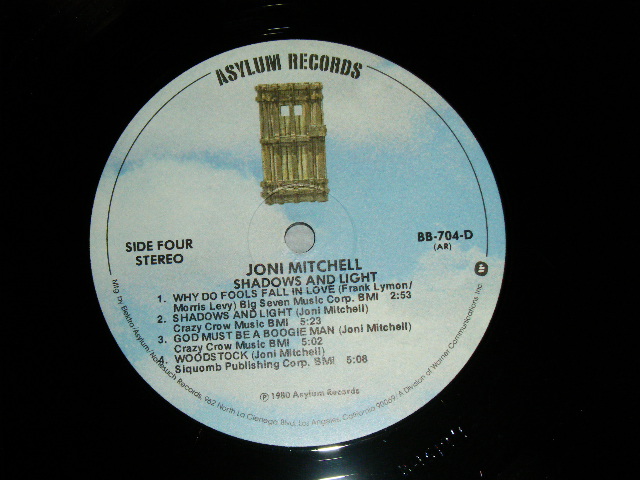 ASYLUM RECORDS
SIDE FOUR
STEREO
BB-704-D
(AR)
JONI MITCHELL
SHADOWS AND LIGHT
1. WHY DO FOOLS FALL IN LOVE (Frank Lymon/
Morris Levy) Big Seven Music Corp. BMI 2:53
2. SHADOWS AND LIGHT (Joni Mitchell)
Crazy Crow Music BMI 5:23
3. GOD MUST BE A BOOGIE MAN (Joni Mitchell)
Crazy Crow Music BMI 5:02
4. WOODSTOCK (Joni Mitchell)
Siquomb Publishing Corp. BMI 5:08
℗ 1980 Asylum Records
Mfg. by Elektra/Asylum/Nonesuch Records, 962 North La Cienega Blvd., Los Angeles, California 90069. A Division of Warner Communications Inc.